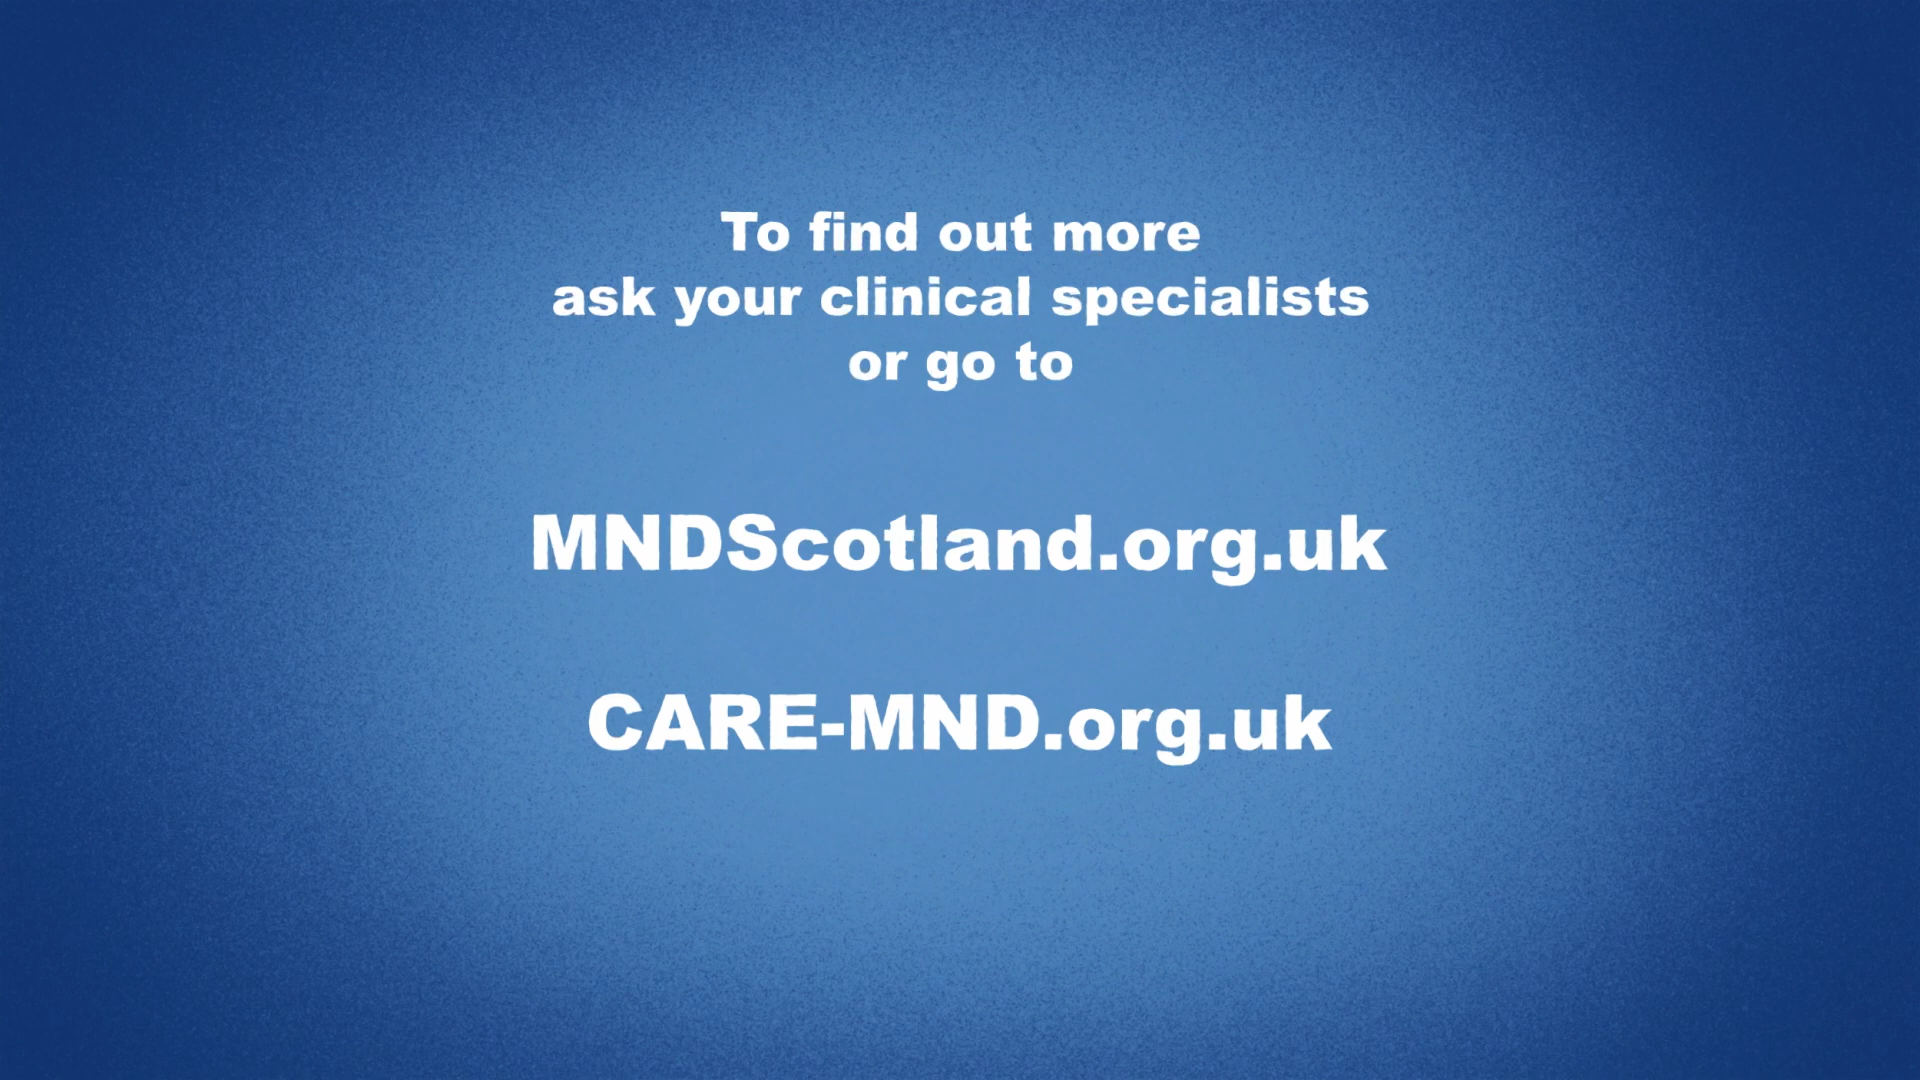 To find out more
ask your clinical specialists
or go to
MNDScotland.org.uk
CARE-MND.org.uk